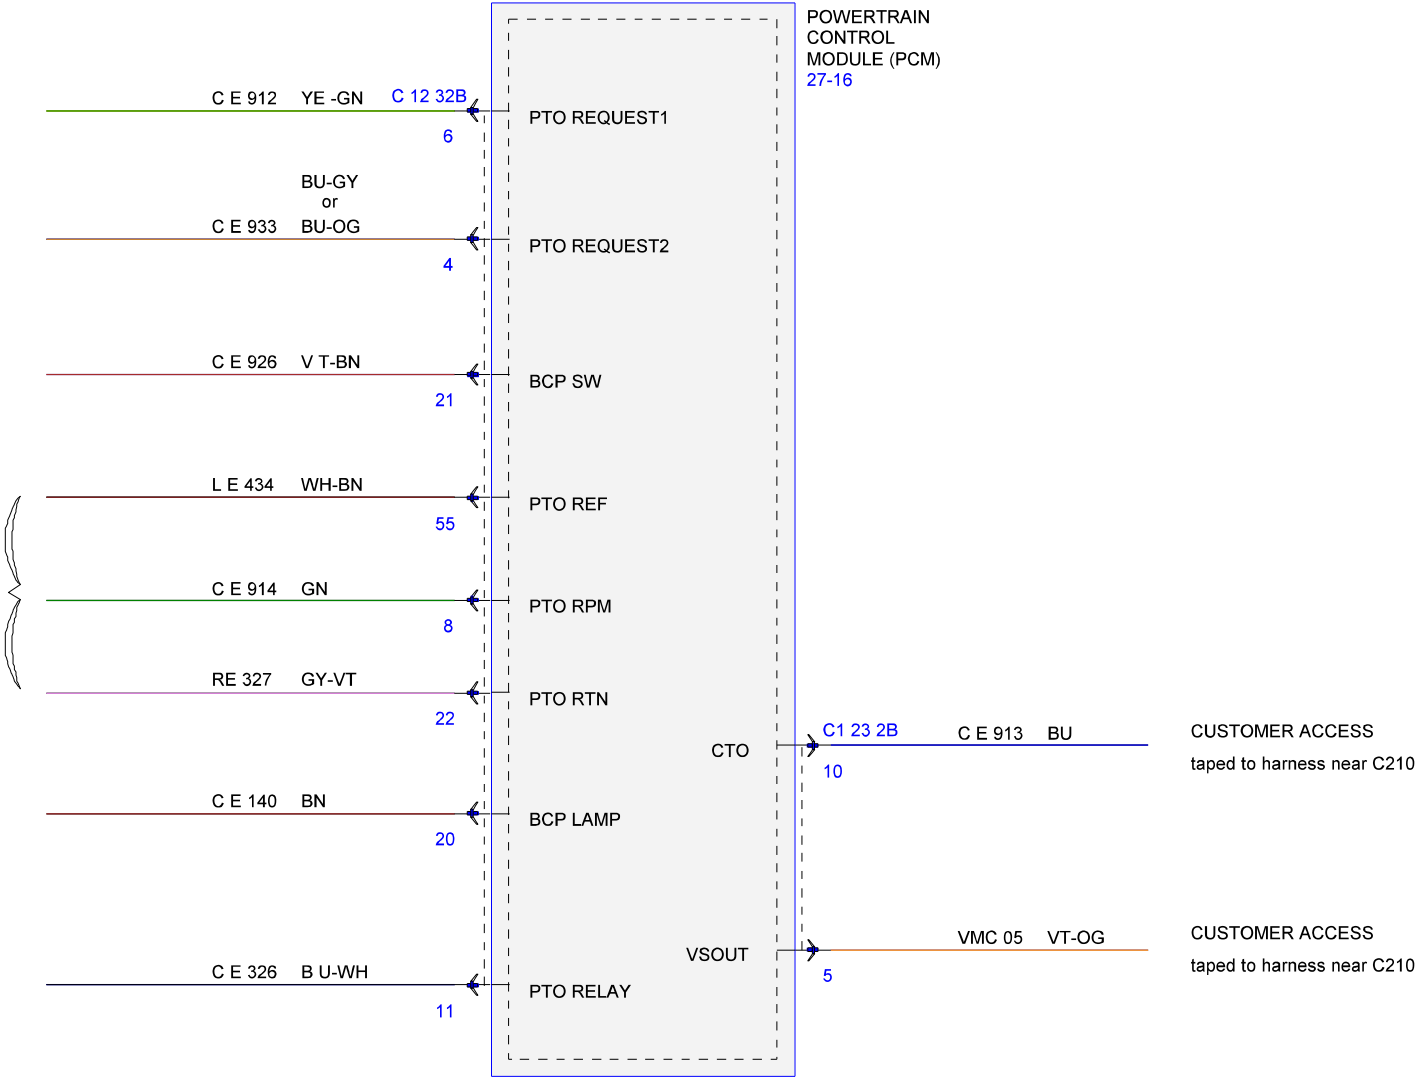 POWERTRAIN
CONTROL
MODULE (PCM)
27-16
C E 912 YE -GN C 12 32B
6
PTO REQUEST1
BU-GY
or
C E 933 BU-OG
4
PTO REQUEST2
C E 926 V T-BN
21
BCP SW
L E 434 WH-BN
55
PTO REF
C E 914 GN
8
PTO RPM
RE 327 GY-VT
22
PTO RTN
CTO
C1 23 2B C E 913 BU
10
CUSTOMER ACCESS
taped to harness near C210
C E 140 BN
20
BCP LAMP
VSOUT
VMC 05 VT-OG
5
CUSTOMER ACCESS
taped to harness near C210
C E 326 B U-WH
11
PTO RELAY